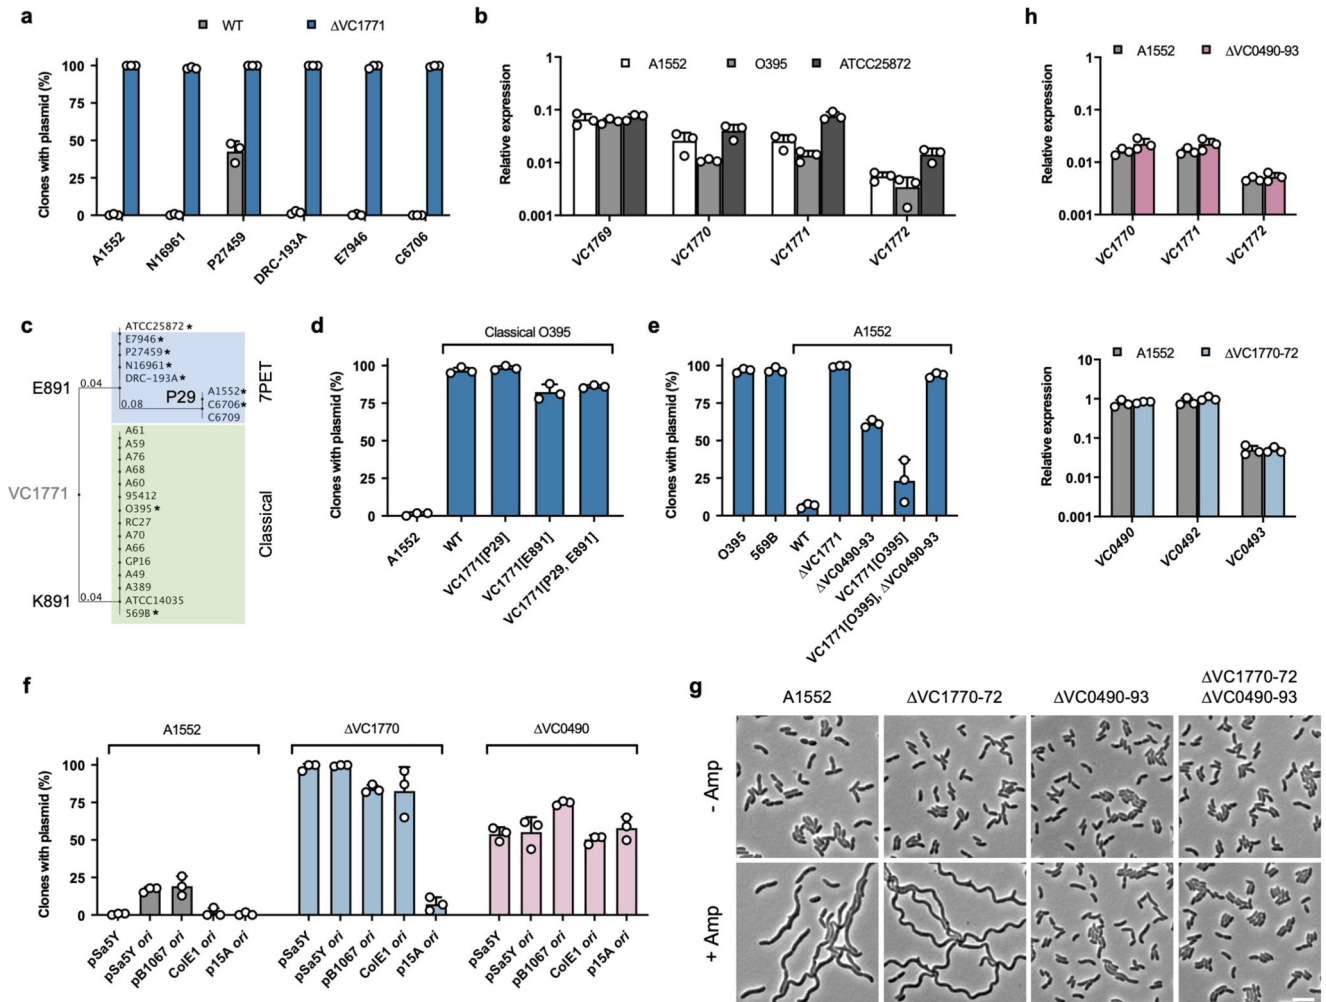 a
WT
ΔVC1771
Clones with plasmid (%)
100
75
50
25
0
A1552
N16961
P27459
DRC-193A
E7946
C6706
b
A1552
O395
ATCC25872
Relative expression
1
0.1
0.01
0.001
VC1769
VC1770
VC1771
VC1772
h
A1552
ΔVC0490-93
1
0.1
0.01
0.001
VC1770
VC1771
VC1772
c
ATCC25872 *
E7946 *
P27459 *
N16961 *
DRC-193A *
E891
0.04
P29
0.08
A1552 *
C6706 *
C6709
7PET
A61
A59
A76
A68
A60
95412
VC1771
O395 *
RC27
A70
A66
GP16
A49
A389
K891
0.04
ATCC14035
569B *
Classical
d
Classical O395
Clones with plasmid (%)
100
75
50
25
0
A1552
WT
VC1771[P29]
VC1771[E891]
VC1771[P29, E891]
e
A1552
Clones with plasmid (%)
100
75
50
25
0
O395
569B
WT
ΔVC1771
ΔVC0490-93
VC1771[O395]
VC1771[O395], ΔVC0490-93
A1552
ΔVC1770-72
Relative expression
10
1
0.1
0.01
0.001
VC0490
VC0492
VC0493
f
A1552
ΔVC1770
ΔVC0490
Clones with plasmid (%)
100
75
50
25
0
pSa5Y
pSa5Y ori
pB1067 ori
ColE1 ori
p15A ori
pSa5Y
pSa5Y ori
pB1067 ori
ColE1 ori
p15A ori
pSa5Y
pSa5Y ori
pB1067 ori
ColE1 ori
p15A ori
g
A1552
ΔVC1770-72
ΔVC0490-93
ΔVC1770-72
ΔVC0490-93
- Amp
+ Amp